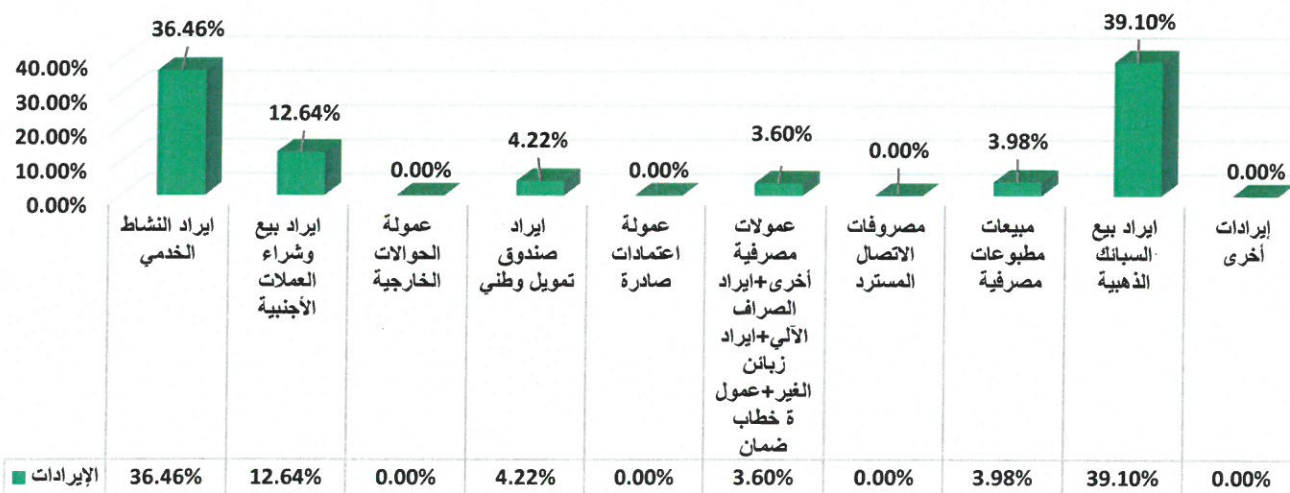 36.46%
12.64%
0.00%
4.22%
0.00%
3.60%
0.00%
3.98%
39.10%
0.00%
40.00%
30.00%
20.00%
10.00%
0.00%
ايراد النشاط
الخدمي
ايراد بيع
وشراء
العملات
الأجنبية
عمولة
الحوالات
الخارجية
ايراد
صندوق
تمويل وطني
عمولة
اعتمادات
صادرة
عمولات
مصرفية
أخرى+ايراد
الصراف
الآلي+ايراد
زبائن
الغير+عمول
ة خطاب
ضمان
مصروفات
الاتصال
المسترد
مبيعات
مطبوعات
مصرفية
ايراد بيع
السبائك
الذهبية
إيرادات
أخرى
الإيرادات 36.46% 12.64% 0.00% 4.22% 0.00% 3.60% 0.00% 3.98% 39.10% 0.00%